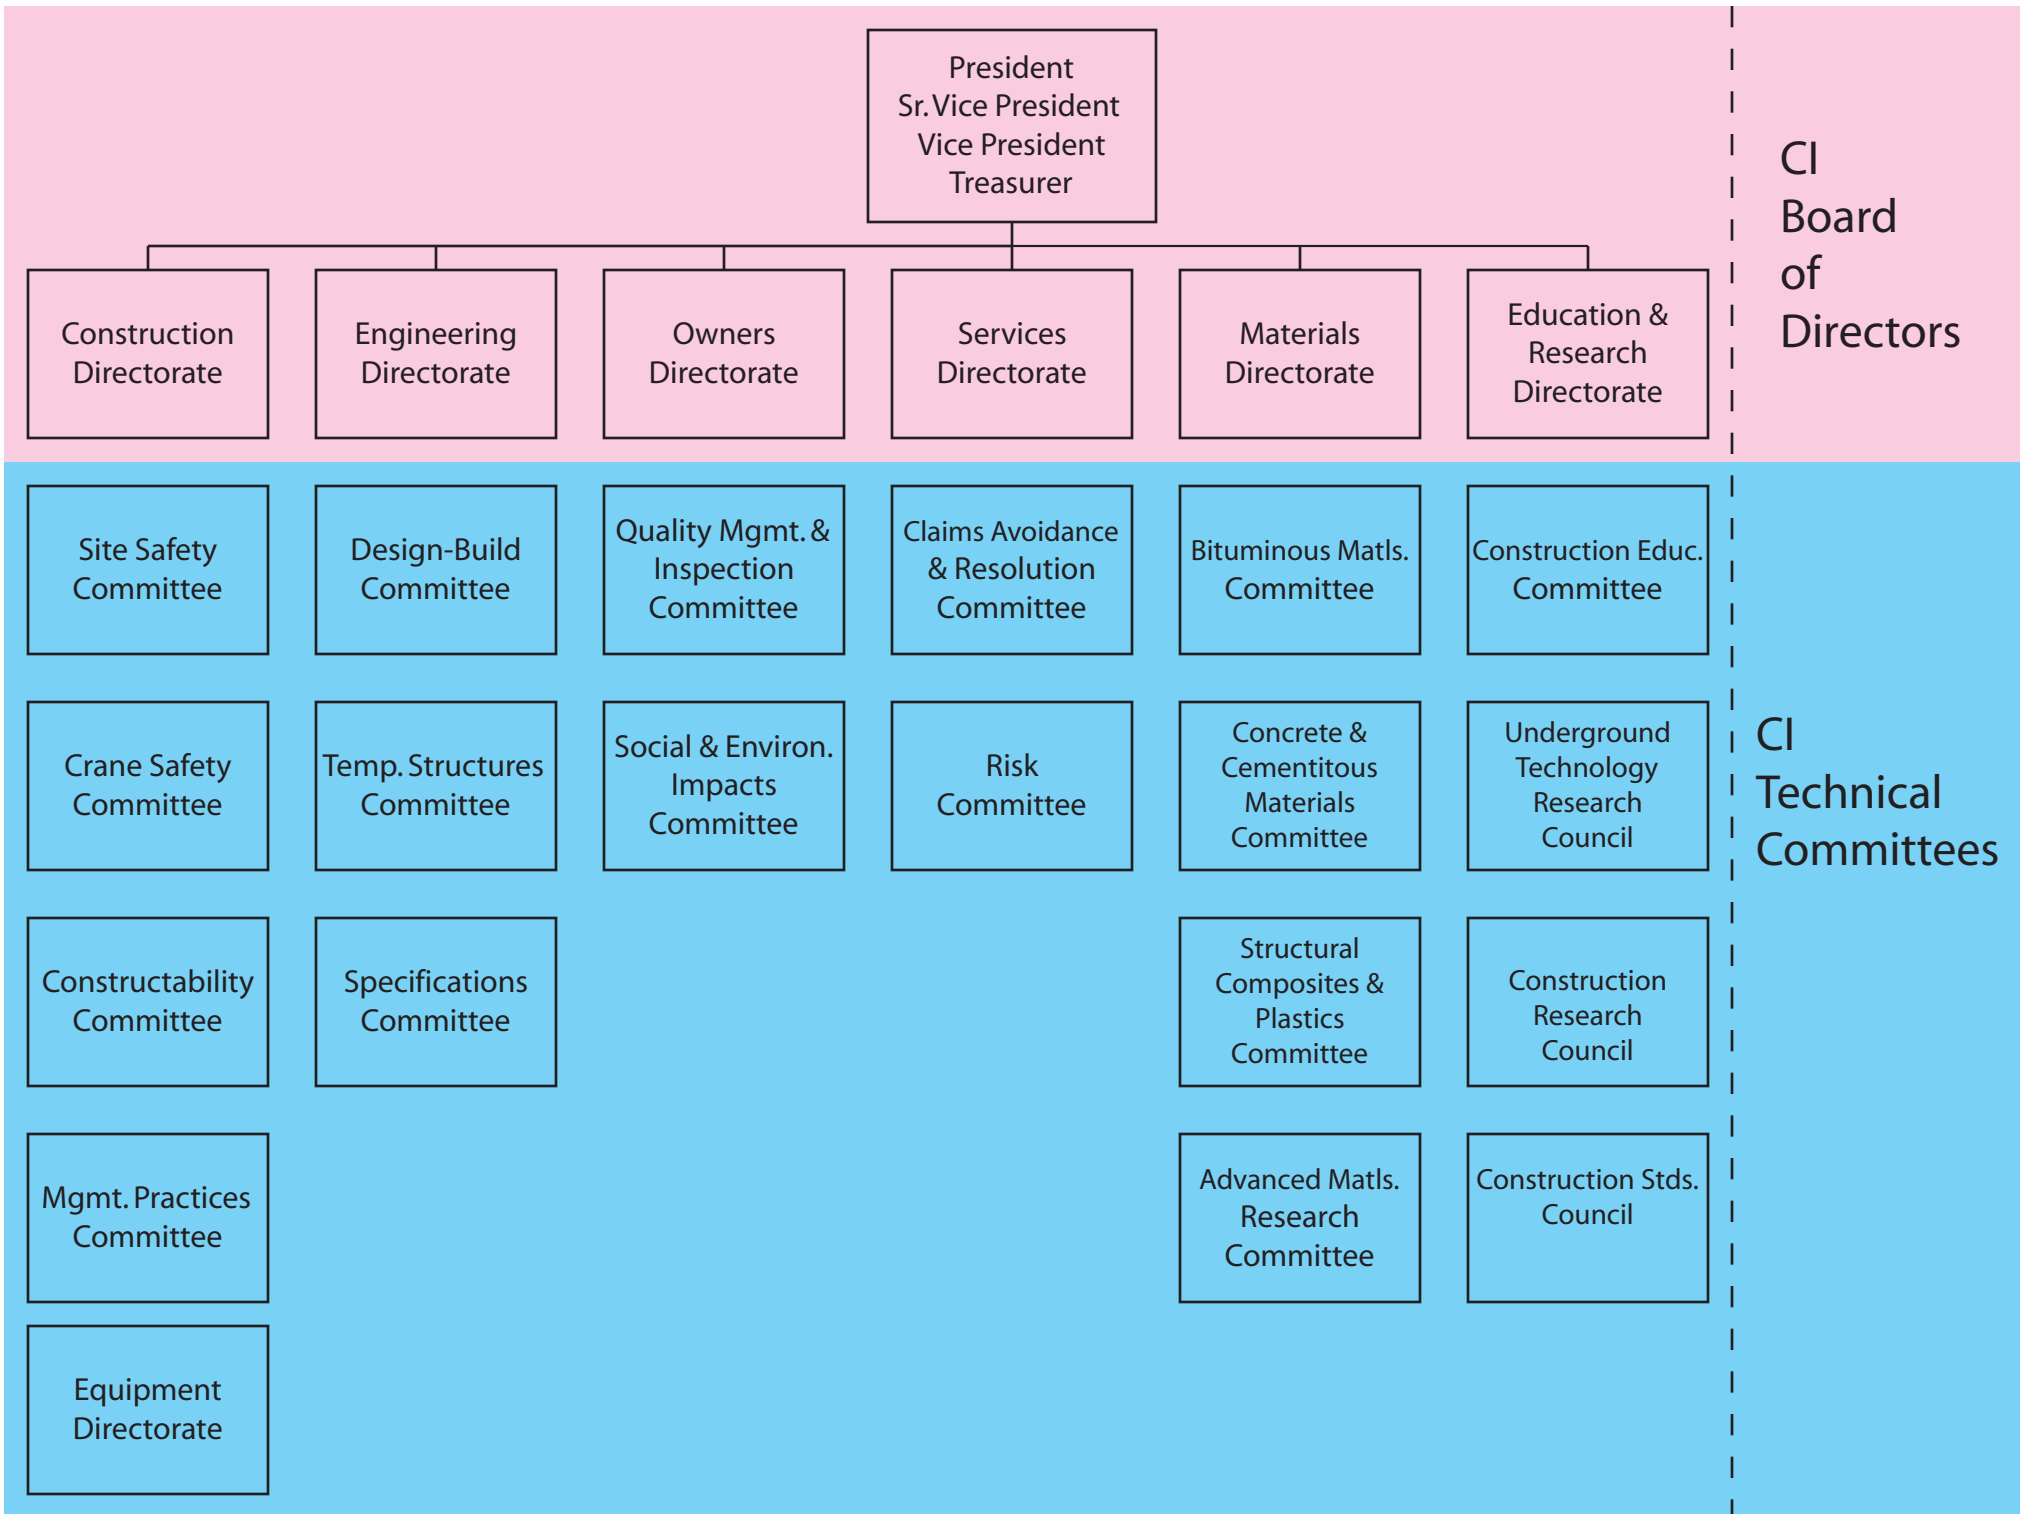 President
Sr. Vice President
Vice President
Treasurer
CI
Board
of
Directors
Construction
Directorate
Engineering
Directorate
Owners
Directorate
Services
Directorate
Materials
Directorate
Education &
Research
Directorate
Site Safety
Committee
Design-Build
Committee
Quality Mgmt. &
Inspection
Committee
Claims Avoidance
& Resolution
Committee
Bituminous Matls.
Committee
Construction Educ.
Committee
Crane Safety
Committee
Temp. Structures
Committee
Social & Environ.
Impacts
Committee
Risk
Committee
Concrete &
Cementitous
Materials
Committee
Underground
Technology
Research
Council
CI
Technical
Committees
Constructability
Committee
Specifications
Committee
Structural
Composites &
Plastics
Committee
Construction
Research
Council
Mgmt. Practices
Committee
Advanced Matls.
Research
Committee
Construction Stds.
Council
Equipment
Directorate